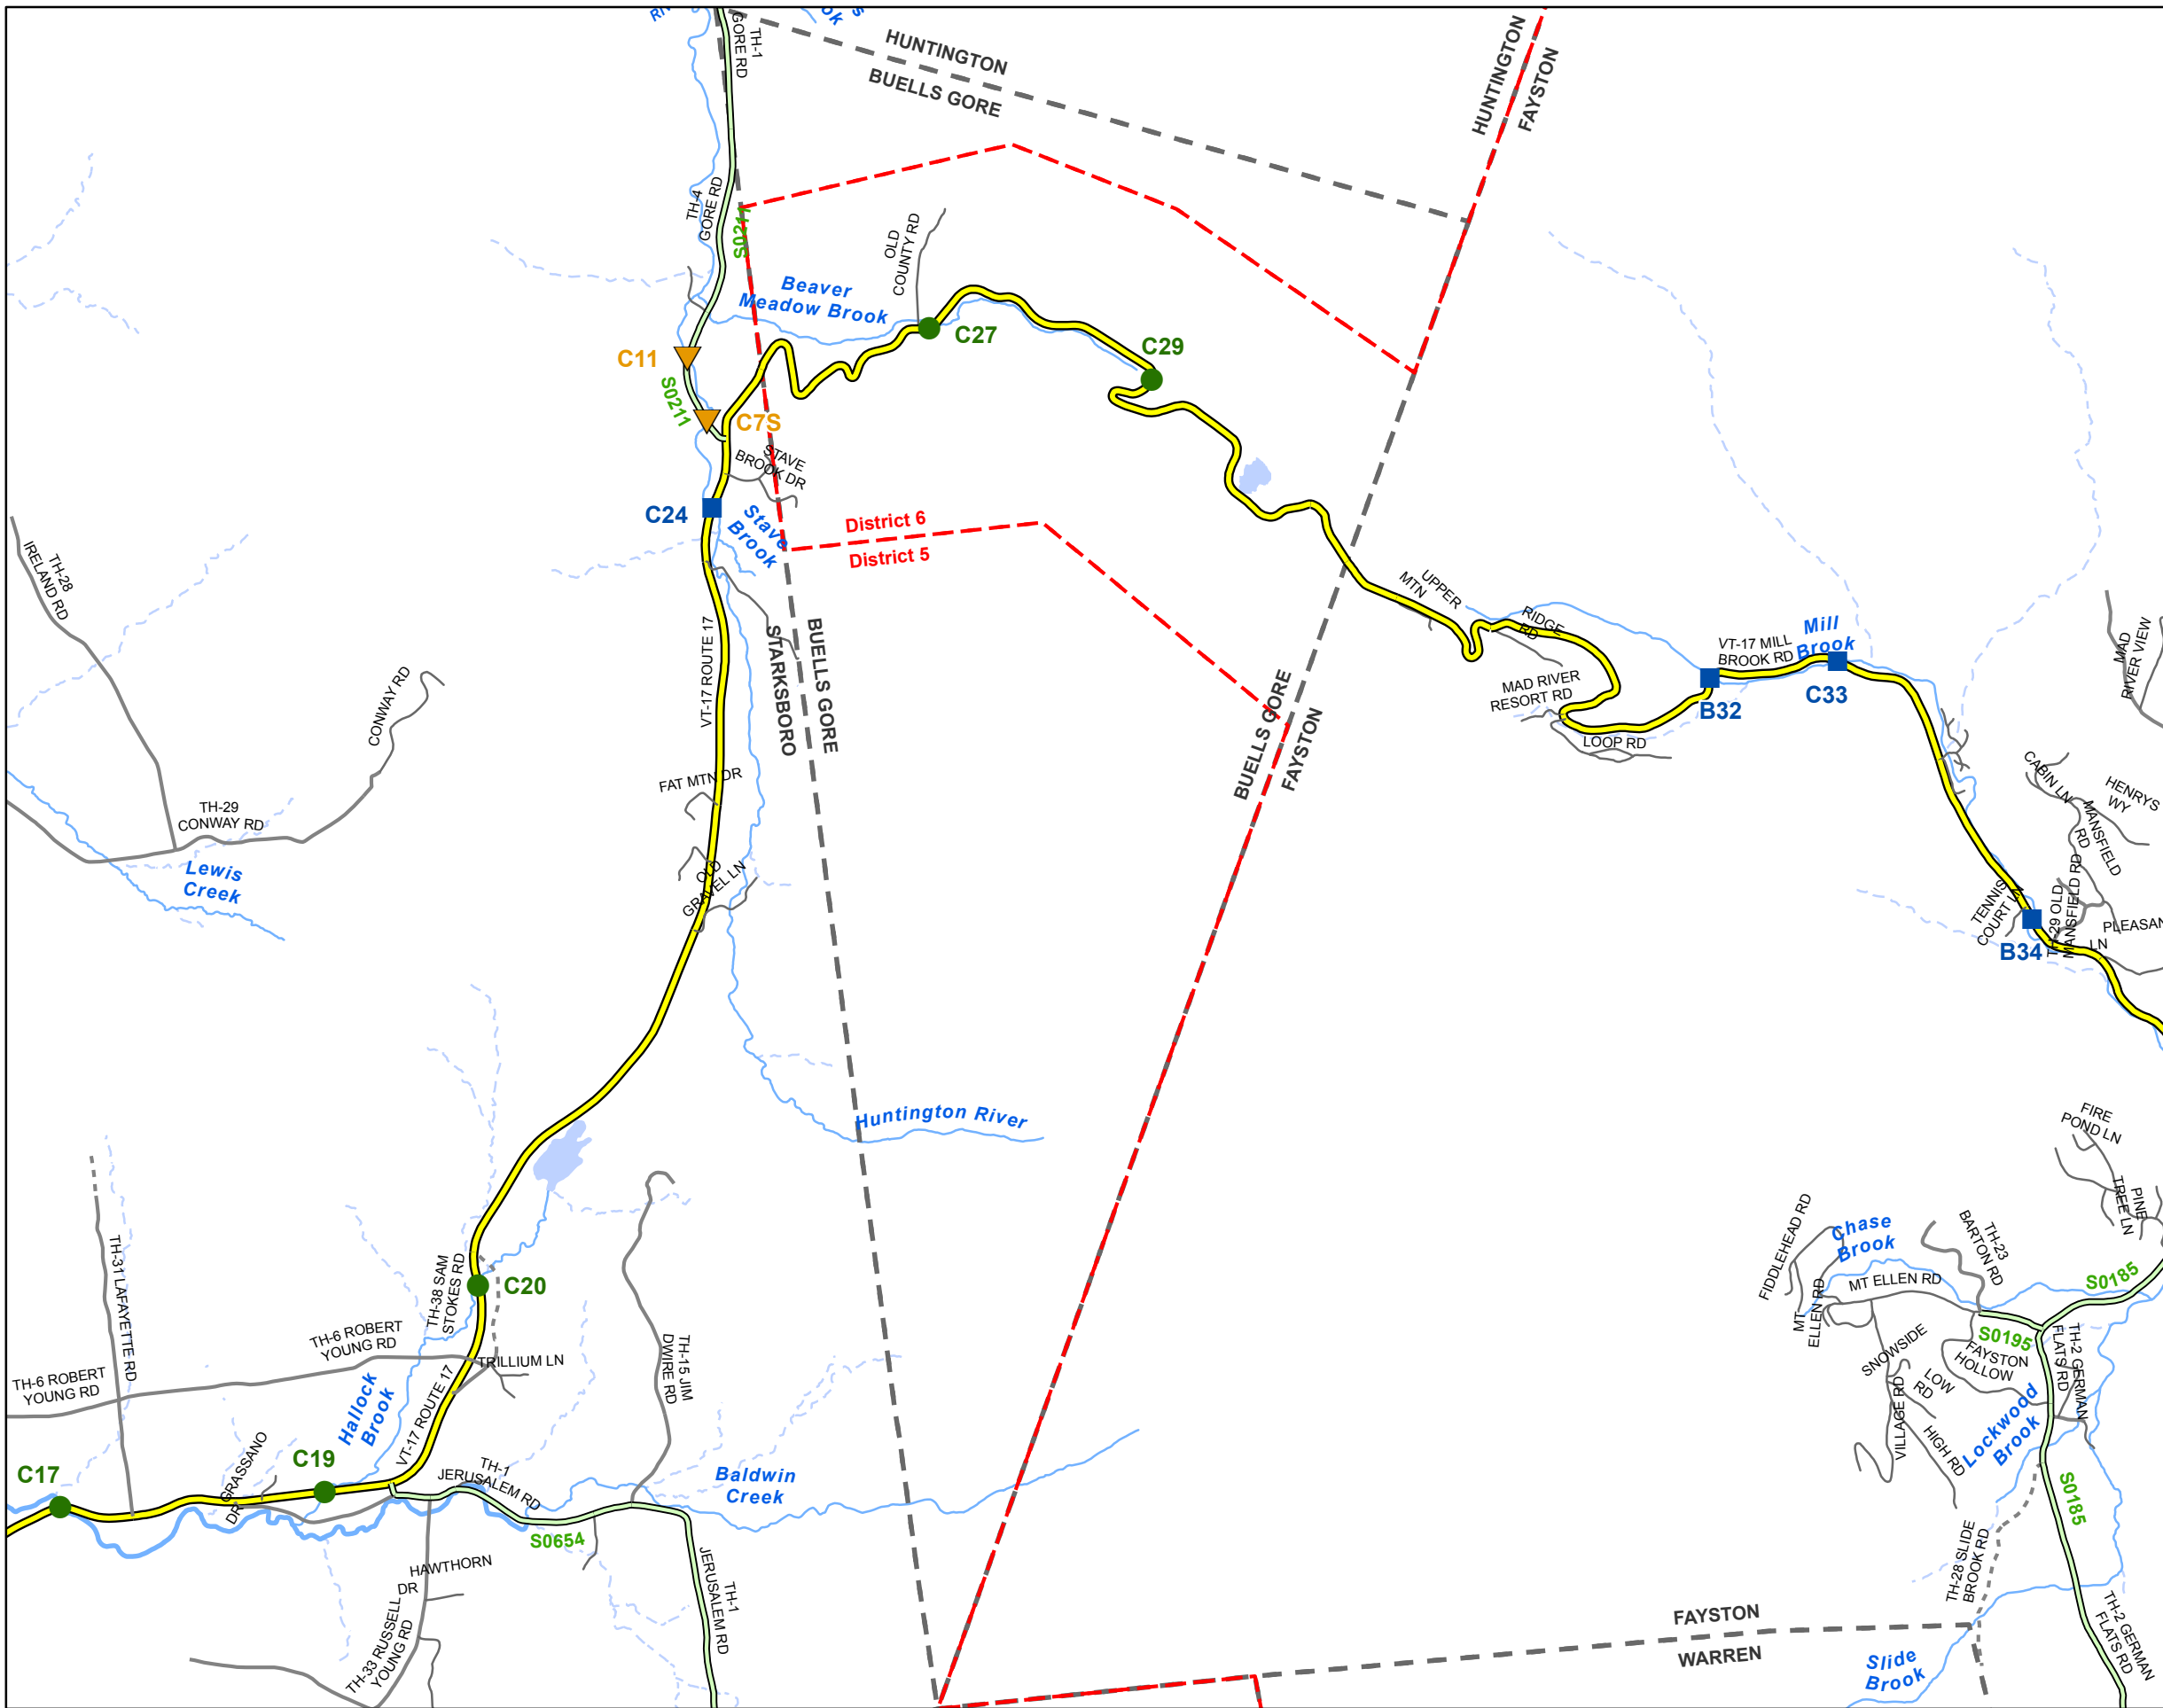 TH-1
GORE RD
HUNTINGTON
BUELLS GORE
HUNTINGTON
FAYSTON
TH-4
GORE RD
S0211
OLD
COUNTY RD
Beaver
Meadow Brook
C27
C29
C11
S0211
C7S
STAVE
BROOK DR
C24
Stave
Brook
District 6
District 5
TH-28
IRELAND RD
VT-17 ROUTE 17
STARKSBORO
BUELLS GORE
UPPER
MTN
RIDGE
RD
VT-17 MILL
BROOK RD
Mill
Brook
MAD
RIVER VIEW
MAD RIVER
RESORT RD
B32
C33
LOOP RD
CONWAY RD
BUELLS GORE
FAYSTON
FAT MTN DR
TH-29
CONWAY RD
CABIN LN
HENRYS
WY
MANSFIELD
RD
Lewis
Creek
OLD
GRAVEL LN
TENNIS
COURT LN
TH-29 OLD
MANSFIELD RD
PLEASAN
LN
B34
Huntington River
FIRE
POND LN
PINE
TREE LN
FIDDLEHEAD RD
Chase
Brook
TH-23
BARTON RD
TH-31 LAFAYETTE RD
TH-38 SAM
STOKES RD
C20
MT ELLEN RD
S0185
MT
ELLEN RD
S0195
TH-6 ROBERT
YOUNG RD
TRILLIUM LN
TH-15 JIM
DWIRE RD
SNOWSIDE
FAYSTON
HOLLOW
TH-2 GERMAN
FLATS RD
TH-6 ROBERT
YOUNG RD
Hallock
Brook
VT-17 ROUTE 17
LOW
RD
VILLAGE RD
HIGH RD
Lockwood
Brook
C17
GRASSANO
DR
C19
TH-1
JERUSALEM RD
Baldwin
Creek
S0185
S0654
HAWTHORN
DR
TH-1
JERUSALEM RD
TH-28 SLIDE
BROOK RD
TH-33 RUSSELL
YOUNG RD
FAYSTON
WARREN
TH-2 GERMAN
FLATS RD
Slide
Brook